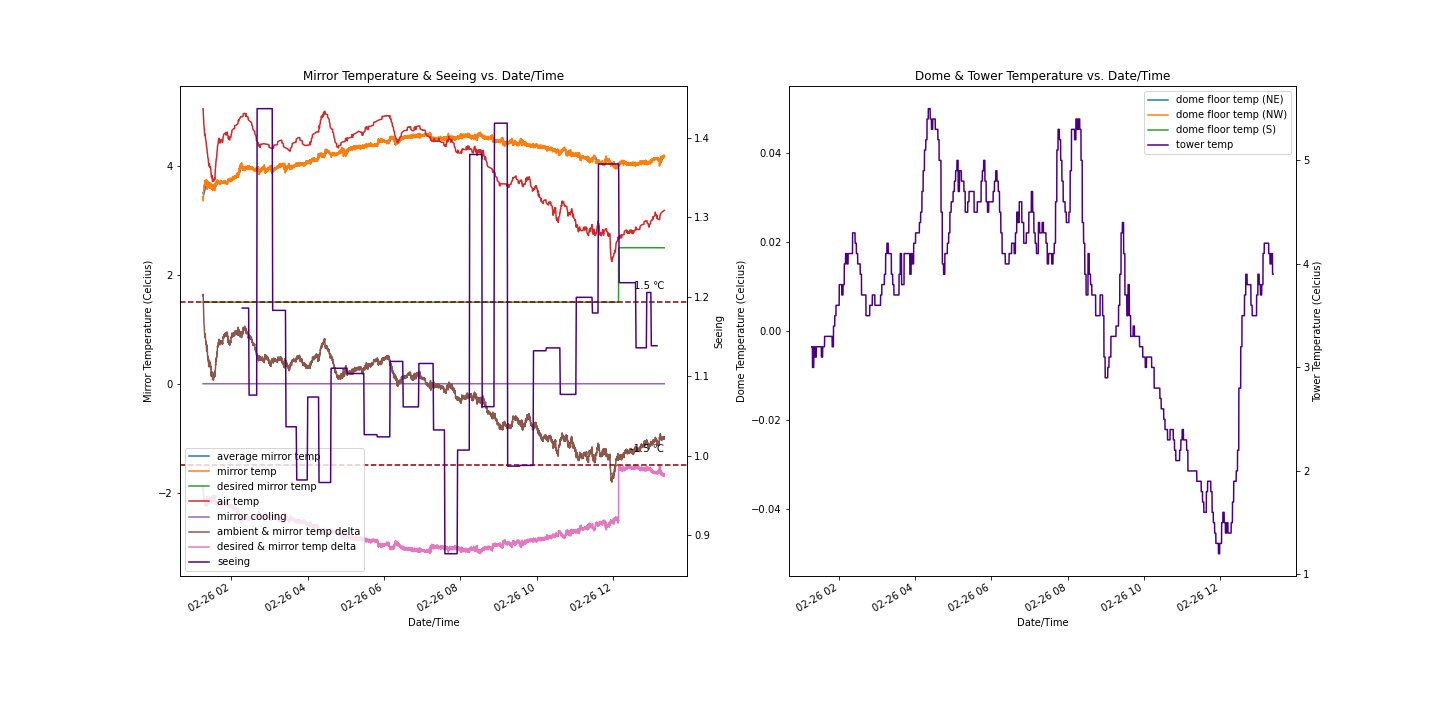 Mirror Temperature & Seeing vs. Date/Time
Mirror Temperature (Celcius)
4
2
0
−2
1.4
1.3
1.2
1.1
1.0
0.9
Seeing
1.5 °C
-1.5 °C
average mirror temp
mirror temp
desired mirror temp
air temp
mirror cooling
ambient & mirror temp delta
desired & mirror temp delta
seeing
02-26 02
02-26 04
02-26 06
02-26 08
02-26 10
02-26 12
Date/Time
Dome & Tower Temperature vs. Date/Time
Dome Temperature (Celcius)
0.04
0.02
0.00
−0.02
−0.04
dome floor temp (NE)
dome floor temp (NW)
dome floor temp (S)
tower temp
5
4
3
2
1
Tower Temperature (Celcius)
02-26 02
02-26 04
02-26 06
02-26 08
02-26 10
02-26 12
Date/Time